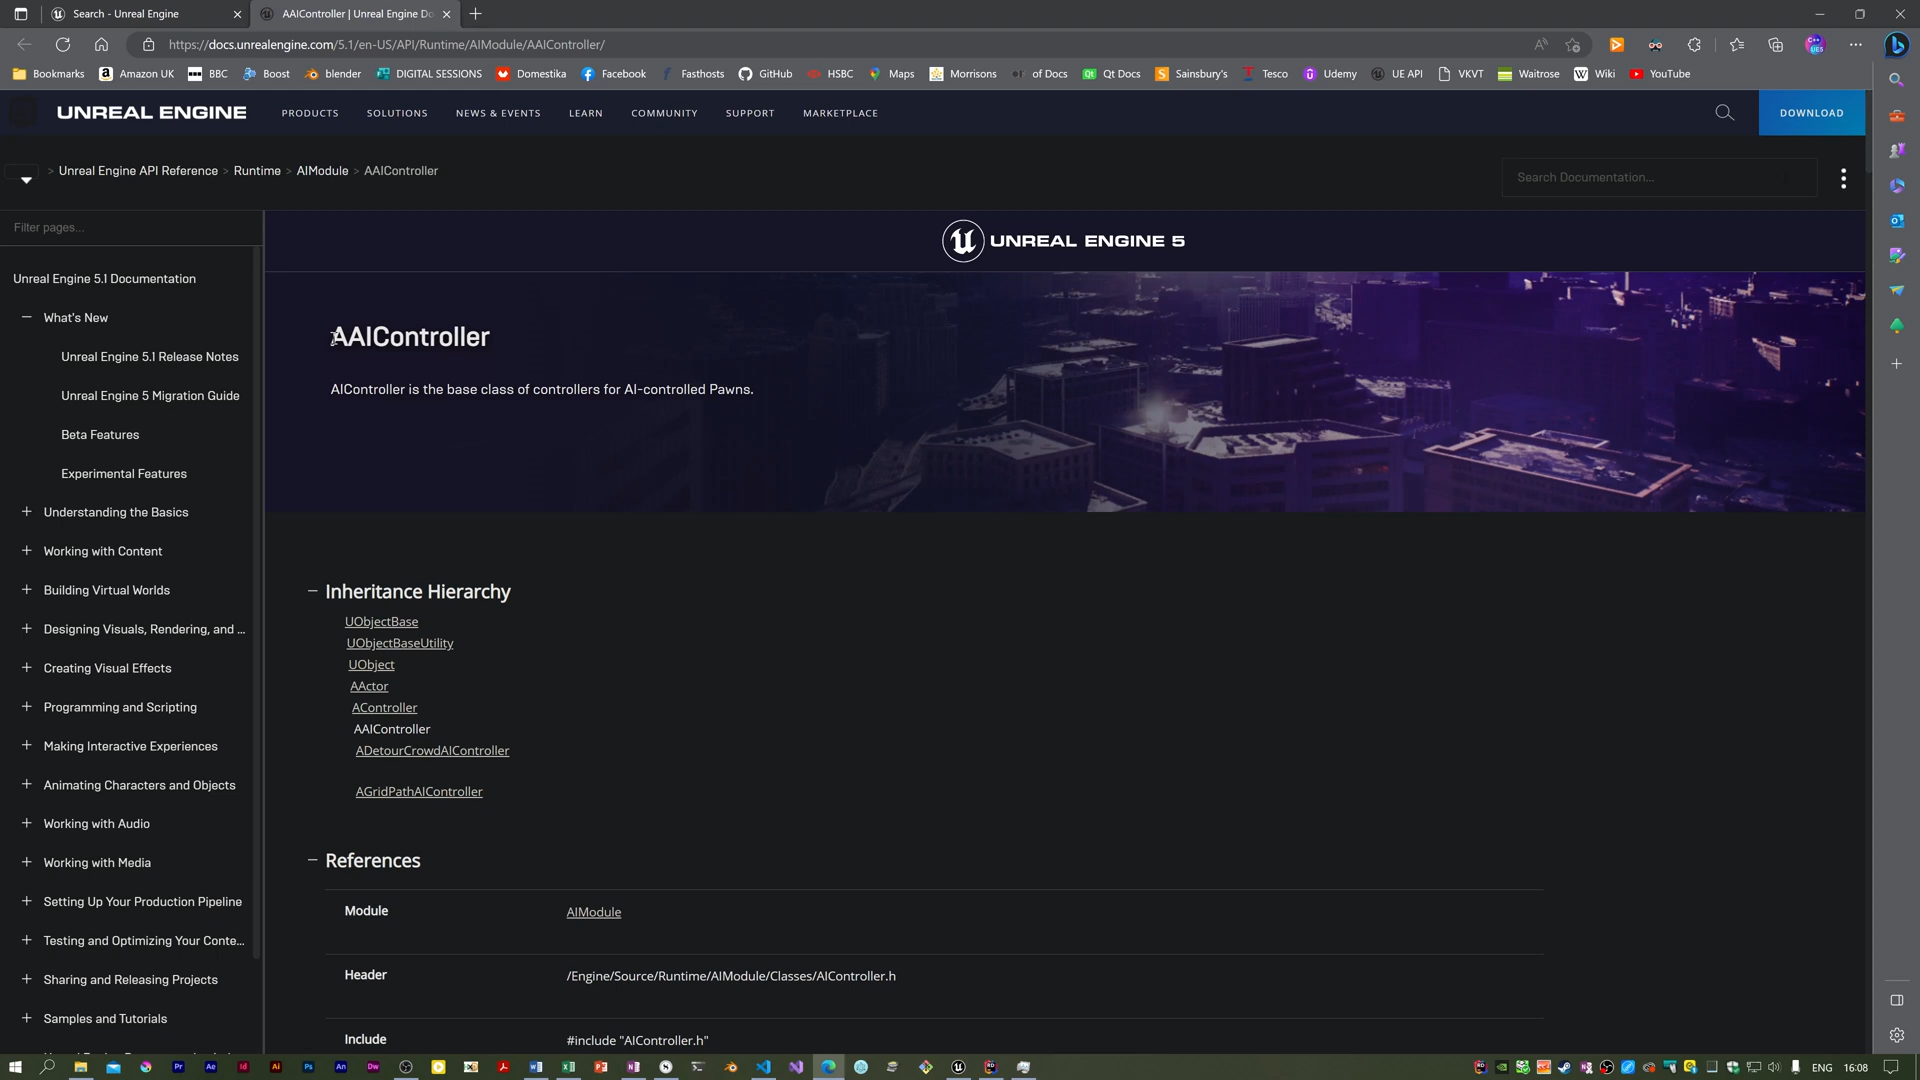 Search - Unreal Engine
AAIController | Unreal Engine Do
https://docs.unrealengine.com/5.1/en-US/API/Runtime/AIModule/AAIController/
Bookmarks
Amazon UK
BBC
Boost
blender
DIGITAL SESSIONS
Domestika
Facebook
Fasthosts
GitHub
HSBC
Maps
Morrisons
of Docs
Qt Docs
Sainsbury's
Tesco
Udemy
UE API
VKVT
Waitrose
Wiki
YouTube
UNREAL ENGINE
PRODUCTS
SOLUTIONS
NEWS & EVENTS
LEARN
COMMUNITY
SUPPORT
MARKETPLACE
DOWNLOAD
> Unreal Engine API Reference > Runtime > AIModule > AAIController
Search Documentation...
Filter pages...
Unreal Engine 5.1 Documentation
What's New
Unreal Engine 5.1 Release Notes
Unreal Engine 5 Migration Guide
Beta Features
Experimental Features
Understanding the Basics
Working with Content
Building Virtual Worlds
Designing Visuals, Rendering, and ...
Creating Visual Effects
Programming and Scripting
Making Interactive Experiences
Animating Characters and Objects
Working with Audio
Working with Media
Setting Up Your Production Pipeline
Testing and Optimizing Your Conte...
Sharing and Releasing Projects
Samples and Tutorials
UNREAL ENGINE 5
AAIController
AIController is the base class of controllers for AI-controlled Pawns.
Inheritance Hierarchy
UObjectBase
UObjectBaseUtility
UObject
AActor
AController
AAIController
ADetourCrowdAIController
AGridPathAIController
References
Module
AIModule
Header
/Engine/Source/Runtime/AIModule/Classes/AIController.h
Include
#include "AIController.h"
ENG
16:08